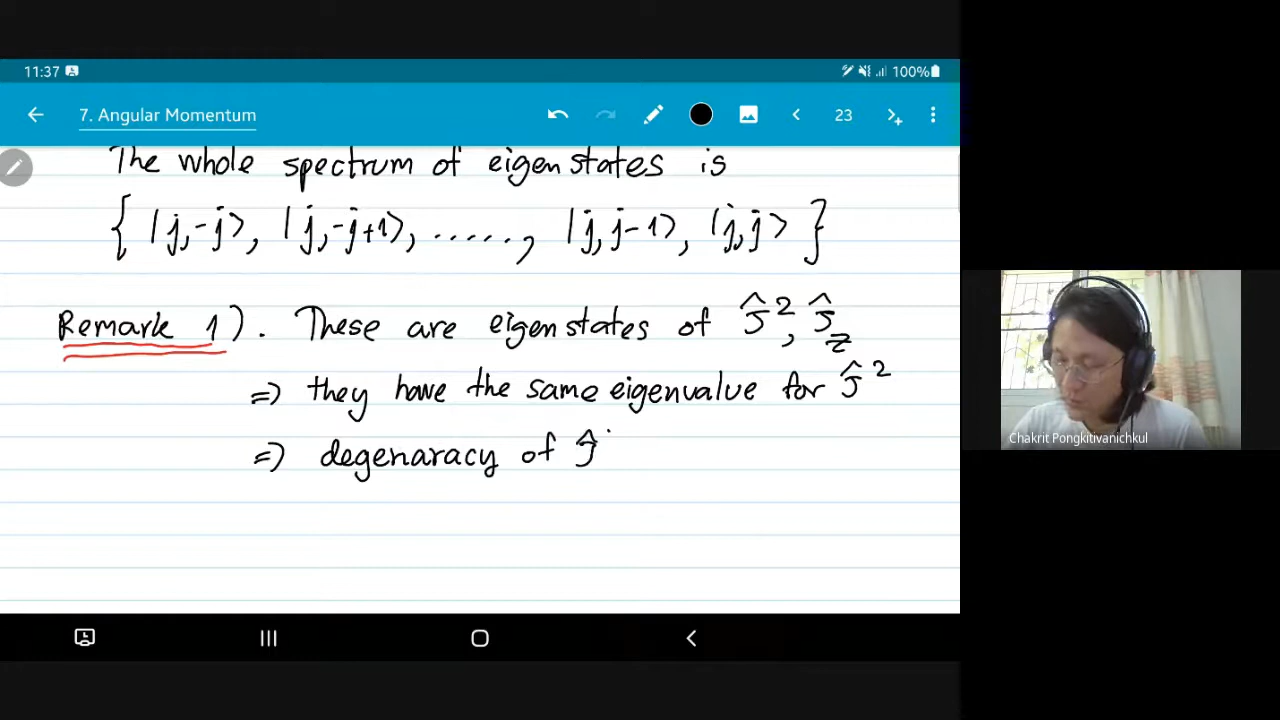 11:37 100%
7. Angular Momentum 23
The whole spectrum of eigenstates is
{ |j,-j⟩, |j,-j+1⟩, ....., |j,j-1⟩, |j,j⟩ }
Remark 1). These are eigenstates of Ĵ², Ĵz
⇒ they have the same eigenvalue for Ĵ²
⇒ degenaracy of Ĵ
Chakrit Pongkitivanichkul